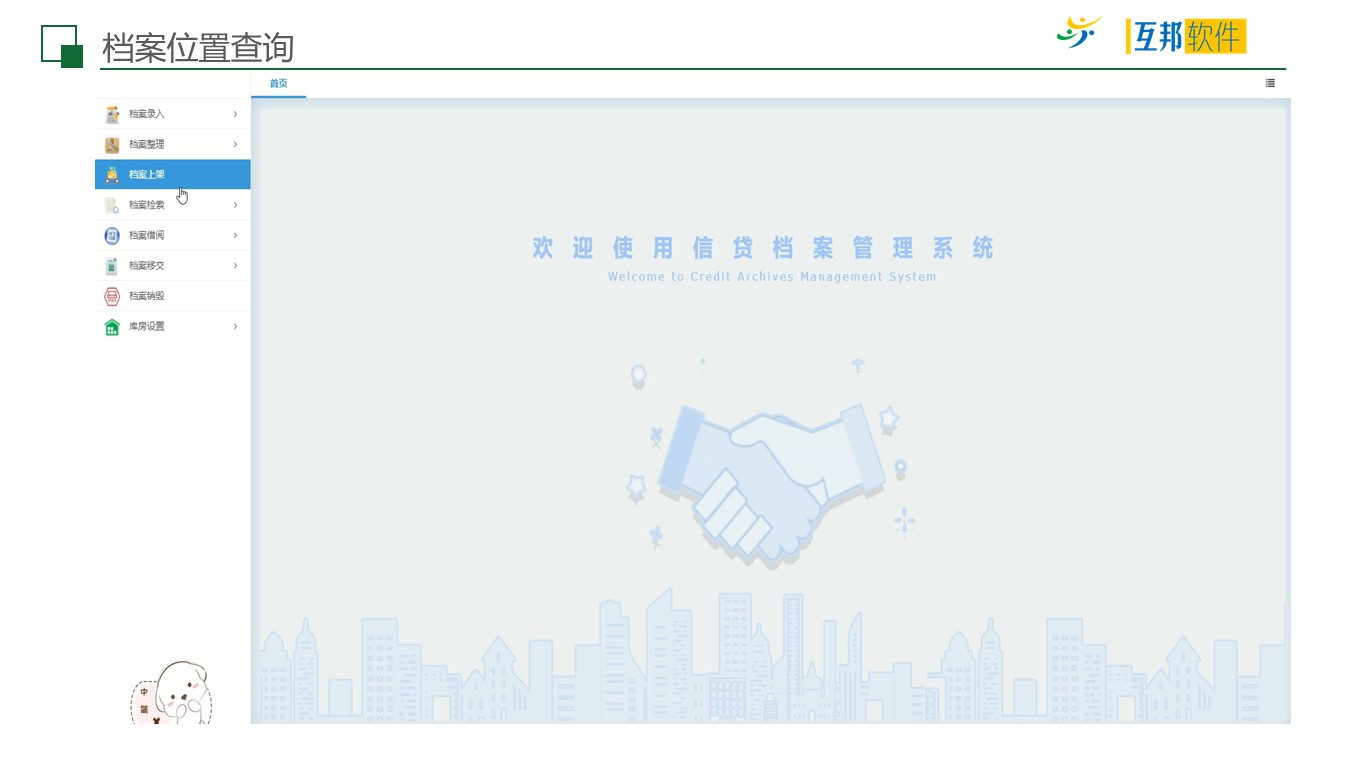 档案位置查询
互邦软件
首页
档案录入
档案整理
档案上架
档案检索
档案借阅
档案移交
档案销毁
库房设置
欢迎使用信贷档案管理系统
Welcome to Credit Archives Management System
中
简